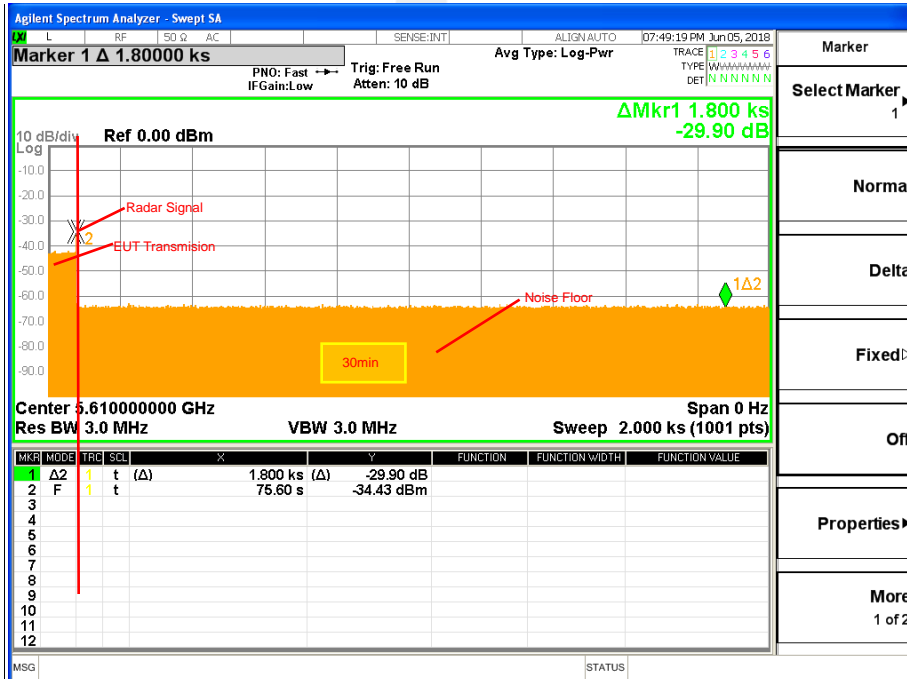 Agilent Spectrum Analyzer - Swept SA
LXI L RF 50 Ω AC SENSE:INT ALIGN AUTO 07:49:19 PM Jun 05, 2018
Marker 1 Δ 1.80000 ks
PNO: Fast
IFGain:Low
Trig: Free Run
Atten: 10 dB
Avg Type: Log-Pwr
TRACE 1 2 3 4 5 6
TYPE WWWWWW
DET N N N N N N
ΔMkr1 1.800 ks
-29.90 dB
10 dB/div Ref 0.00 dBm
Log
-10.0
-20.0
-30.0
-40.0
-50.0
-60.0
-70.0
-80.0
-90.0
Radar Signal
2
EUT Transmision
1Δ2
Noise Floor
30min
Center 5.610000000 GHz Span 0 Hz
Res BW 3.0 MHz VBW 3.0 MHz Sweep 2.000 ks (1001 pts)
MKR MODE TRC SCL X Y FUNCTION FUNCTION WIDTH FUNCTION VALUE
1 Δ2 1 t (Δ) 1.800 ks (Δ) -29.90 dB
2 F 1 t 75.60 s -34.43 dBm
3
4
5
6
7
8
9
10
11
12
MSG STATUS
Marker
Select Marker
1
Norma
Delta
Fixed
Off
Properties
More
1 of 2